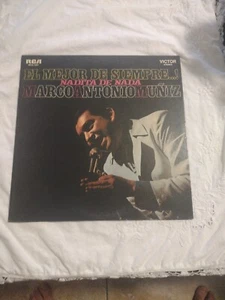 RCA VICTOR
EL MEJOR DE SIEMPRE..!
NADITA DE NADA
MARCO ANTONIO MUÑIZ